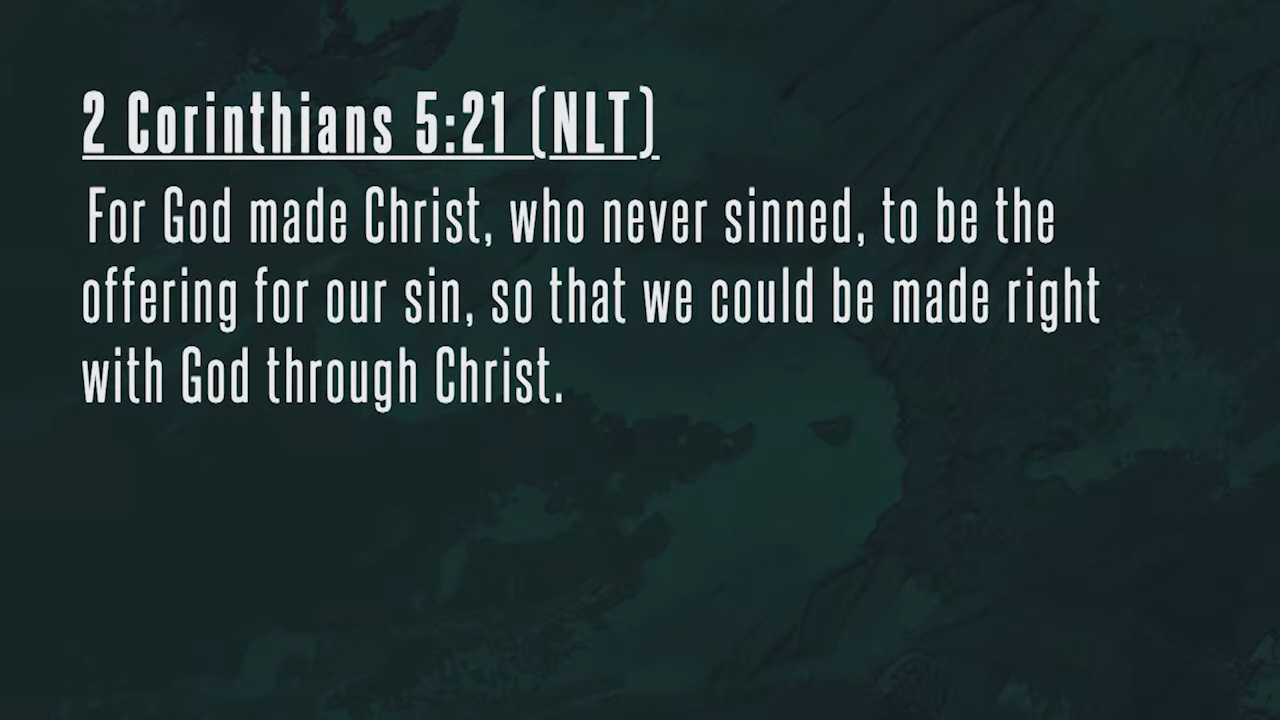 2 Corinthians 5:21 (NLT)
For God made Christ, who never sinned, to be the
offering for our sin, so that we could be made right
with God through Christ.